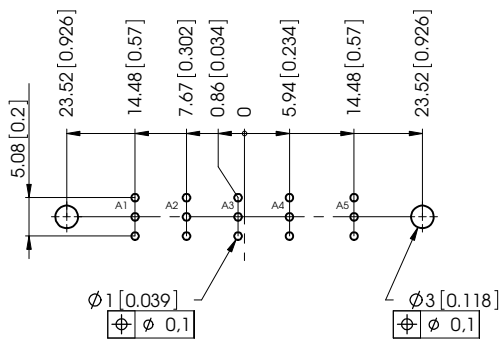 23.52 [0.926]
14.48 [0.57]
7.67 [0.302]
0.86 [0.034]
0
5.94 [0.234]
14.48 [0.57]
23.52 [0.926]
5.08 [0.2]
A1
A2
A3
A4
A5
Ø1 [0.039]
Ø 0,1
Ø3 [0.118]
Ø 0,1